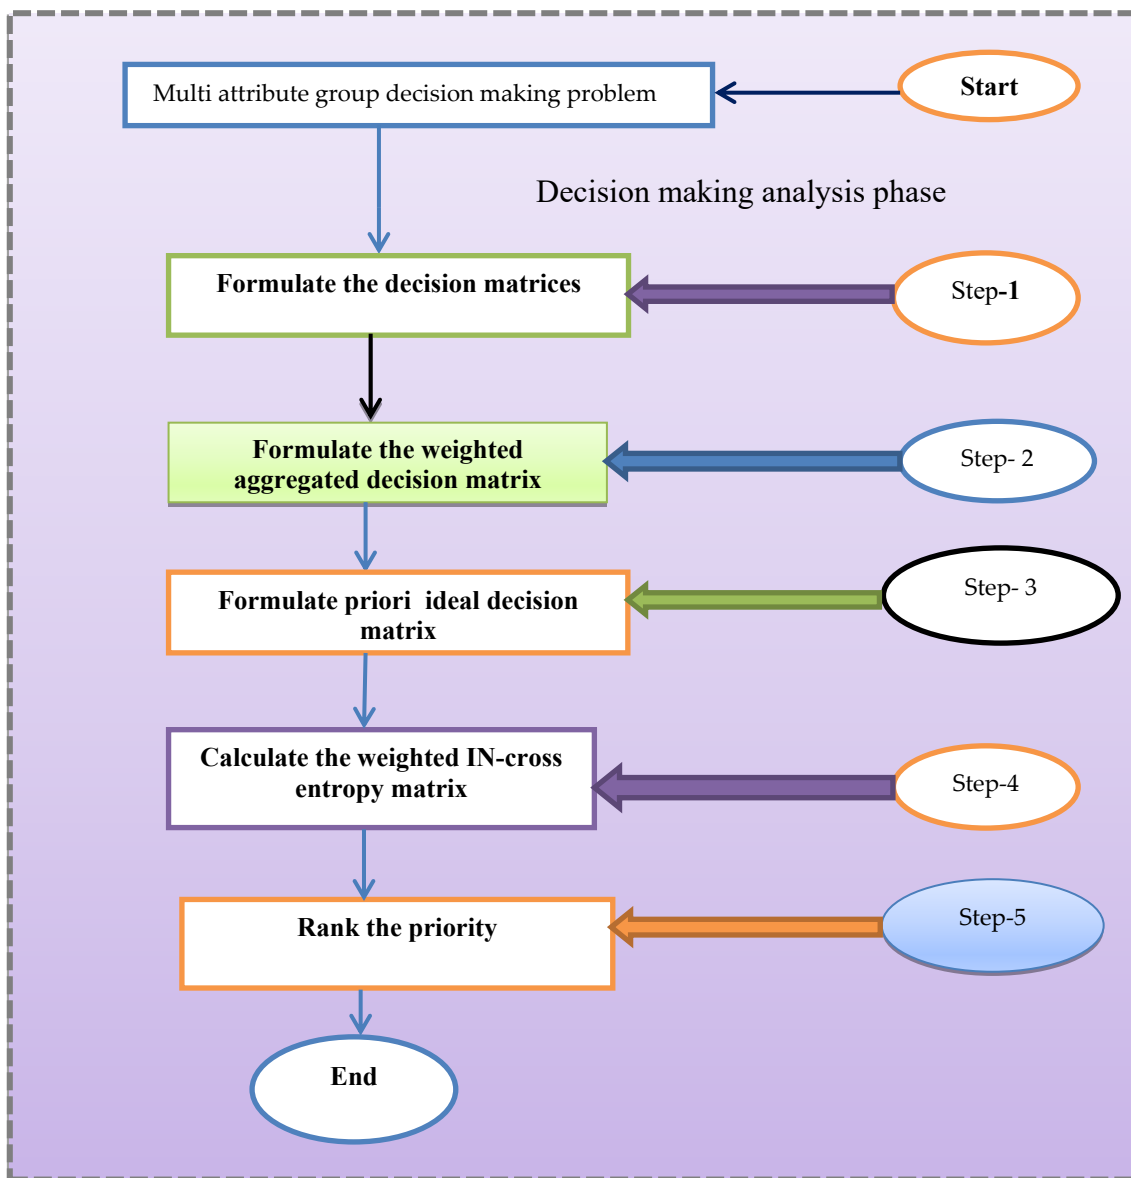 Multi attribute group decision making problem
Start
Decision making analysis phase
Formulate the decision matrices
Step-1
Formulate the weighted
aggregated decision matrix
Step- 2
Formulate priori ideal decision
matrix
Step- 3
Calculate the weighted IN-cross
entropy matrix
Step-4
Rank the priority
Step-5
End